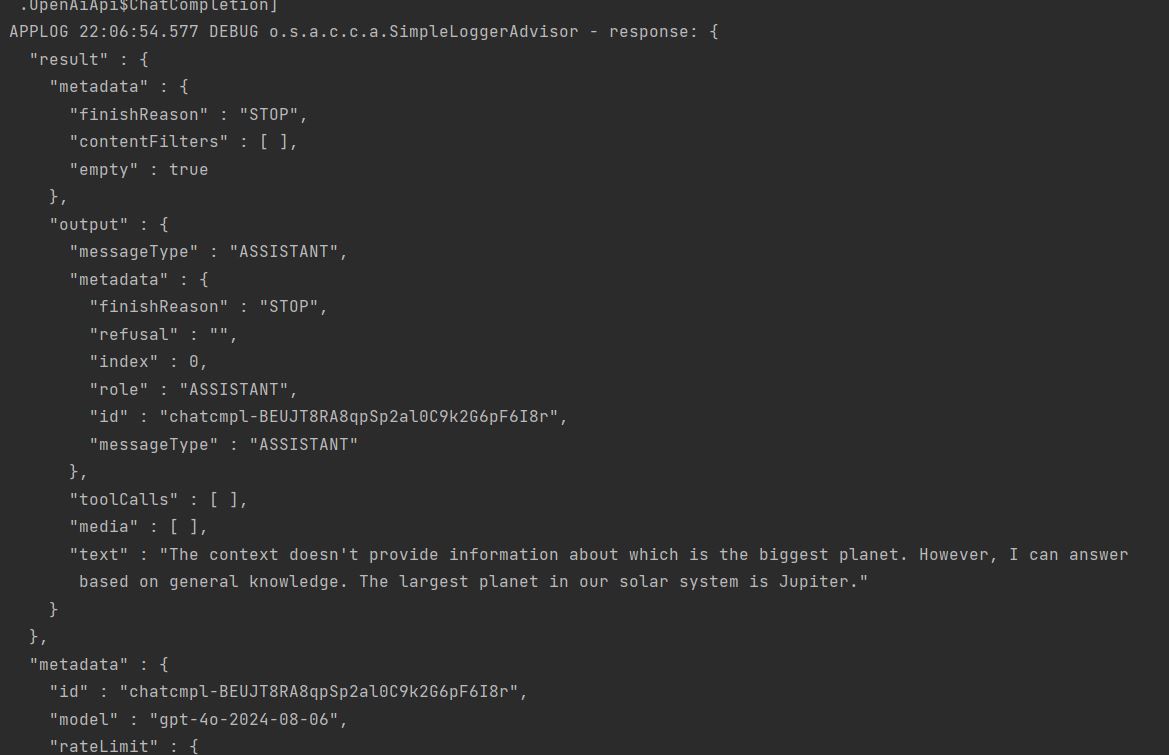 .OpenAiApi$ChatCompletion]
APPLOG 22:06:54.577 DEBUG o.s.a.c.c.a.SimpleLoggerAdvisor - response: {
  "result" : {
    "metadata" : {
      "finishReason" : "STOP",
      "contentFilters" : [ ],
      "empty" : true
    },
    "output" : {
      "messageType" : "ASSISTANT",
      "metadata" : {
        "finishReason" : "STOP",
        "refusal" : "",
        "index" : 0,
        "role" : "ASSISTANT",
        "id" : "chatcmpl-BEUJT8RA8qpSp2al0C9k2G6pF6I8r",
        "messageType" : "ASSISTANT"
      },
      "toolCalls" : [ ],
      "media" : [ ],
      "text" : "The context doesn't provide information about which is the biggest planet. However, I can answer
       based on general knowledge. The largest planet in our solar system is Jupiter."
    }
  },
  "metadata" : {
    "id" : "chatcmpl-BEUJT8RA8qpSp2al0C9k2G6pF6I8r",
    "model" : "gpt-4o-2024-08-06",
    "rateLimit" : {